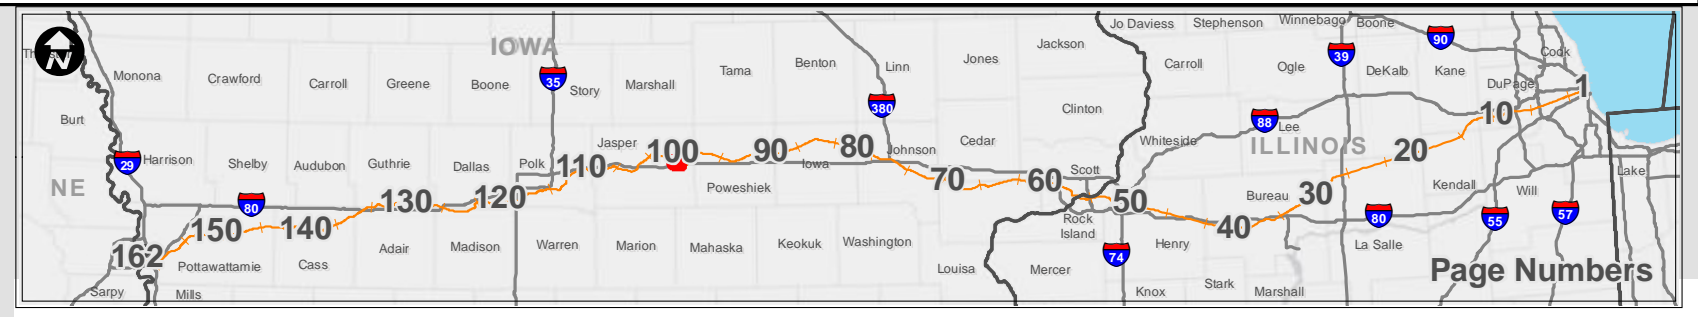 Jo Daviess Stephenson Winnebago Boone
IOWA
Jackson
90
39
Cook
N
Monona Crawford Carroll Greene Boone
35
Story Marshall Tama Benton Linn Jones
Carroll Ogle DeKalb Kane DuPage
1
Burt
380
Clinton
88
Lee
10
Harrison Shelby Audubon Guthrie Dallas Polk
Jasper
110 100 90 80
Johnson Cedar
Whiteside
ILLINOIS
20
29
NE
80
Iowa
Poweshiek
70 60
Scott
50
Bureau
30
Kendall Will Lake
162 150 140 130 120
Rock
Island
40
80
55
57
Pottawattamie Cass Adair Madison Warren Marion Mahaska Keokuk Washington
Louisa Mercer
74
Henry
La Salle
Sarpy Mills
Knox Stark Marshall
Page Numbers